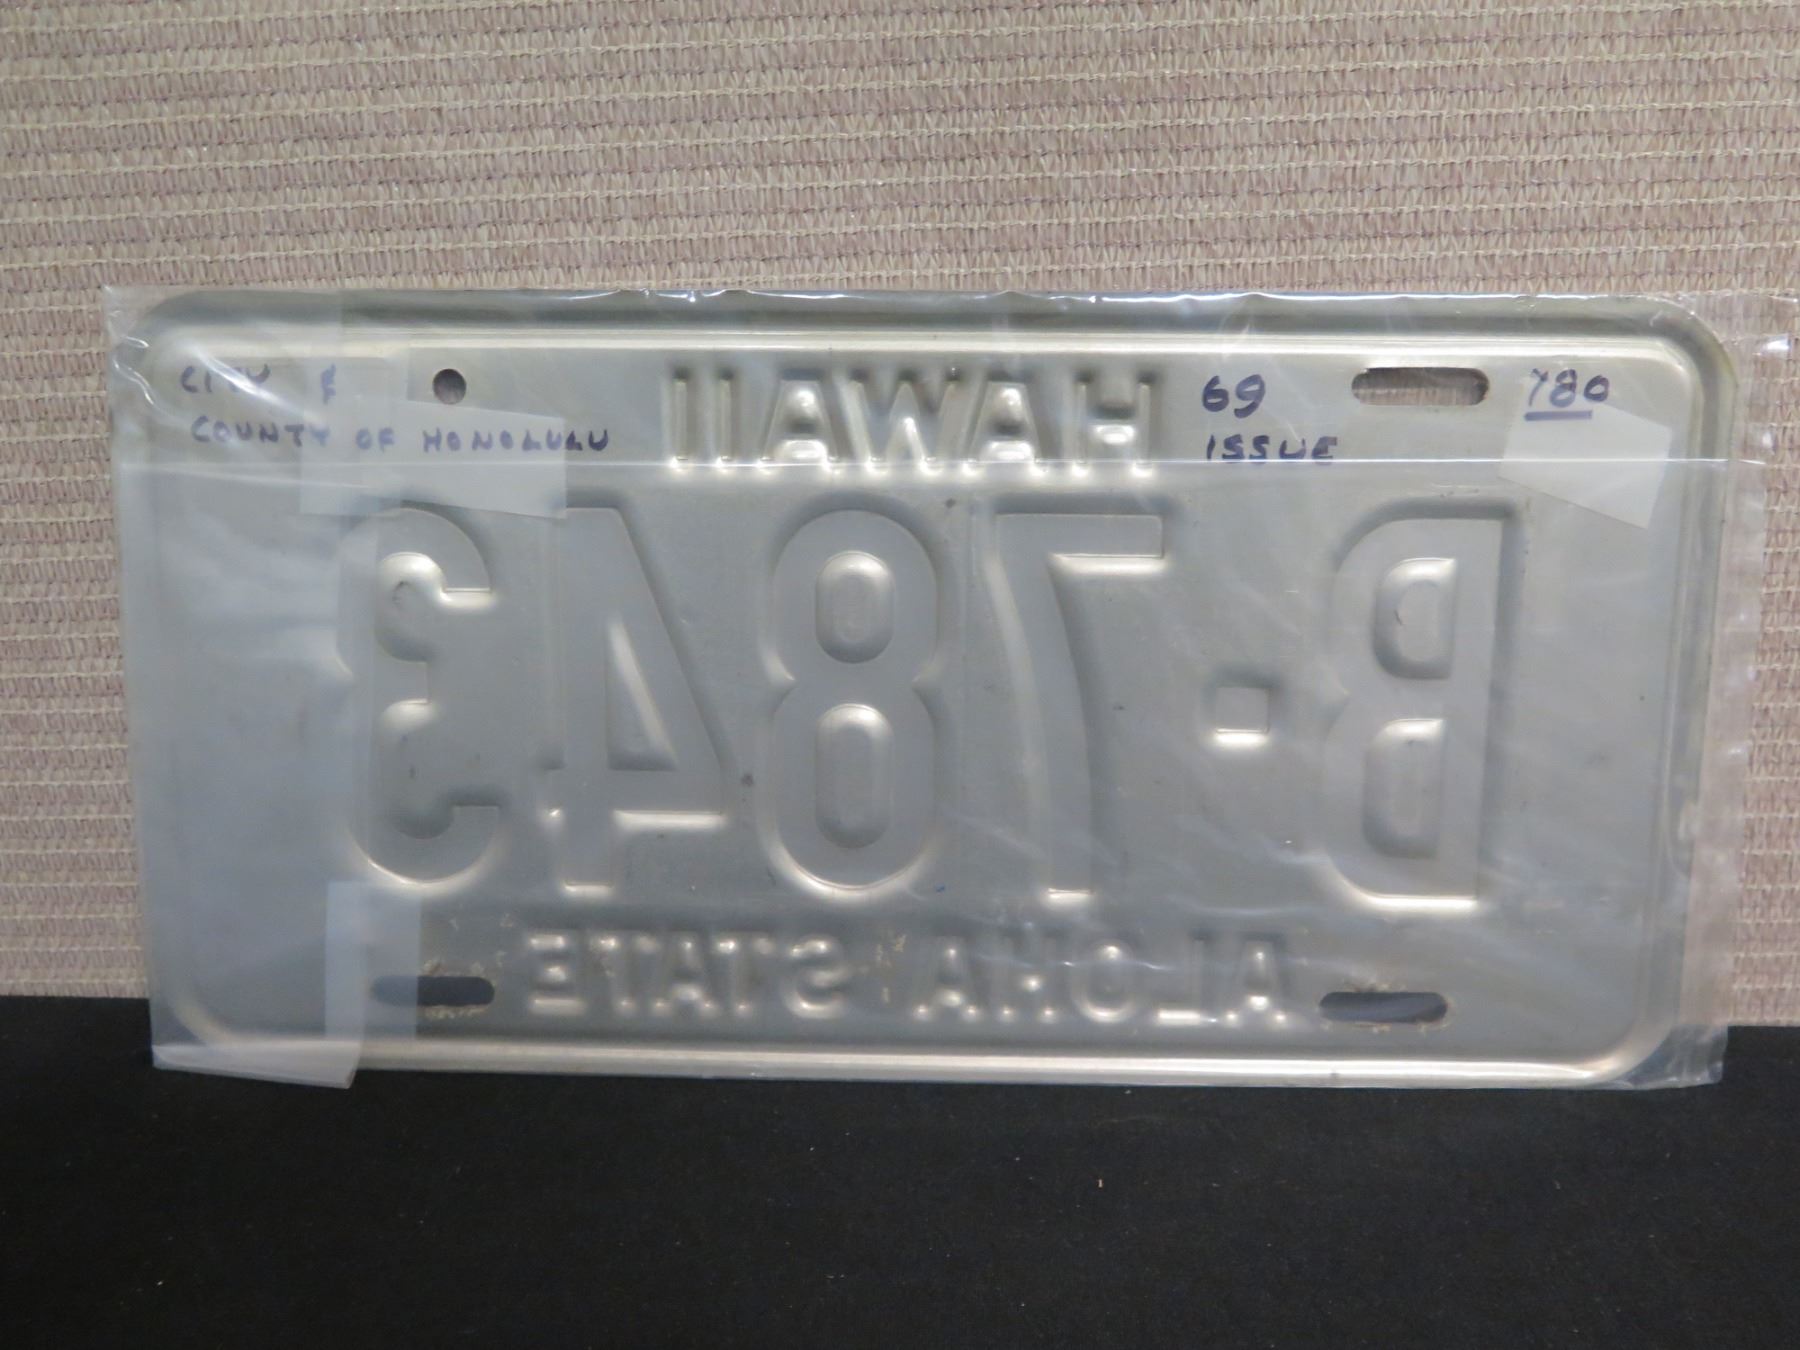 CITY &
COUNTY OF HONOLULU
HAWAII
69
ISSUE
780
B-7843
ALOHA STATE